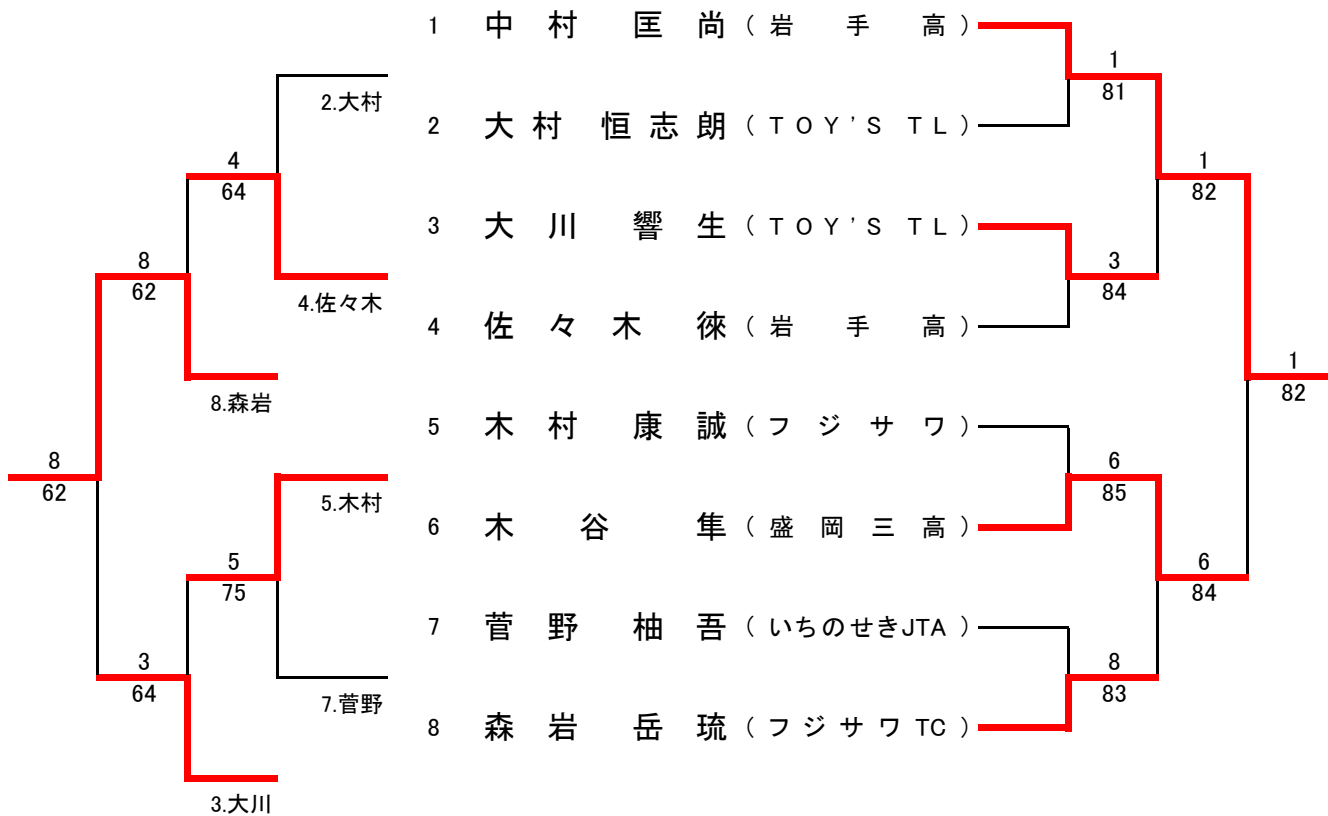 1 中村 匡尚 (岩手高)
2 大村 恒志朗 (TOY'S TL)
3 大川 響生 (TOY'S TL)
4 佐々木 徠 (岩手高)
5 木村 康誠 (フジサワ)
6 木谷 隼 (盛岡三高)
7 菅野 柚吾 (いちのせきJTA)
8 森岩 岳琉 (フジサワTC)
1
81
3
84
6
85
8
83
1
82
6
84
1
82
2.大村
4
64
4.佐々木
8
62
8.森岩
8
62
5.木村
5
75
7.菅野
3
64
3.大川